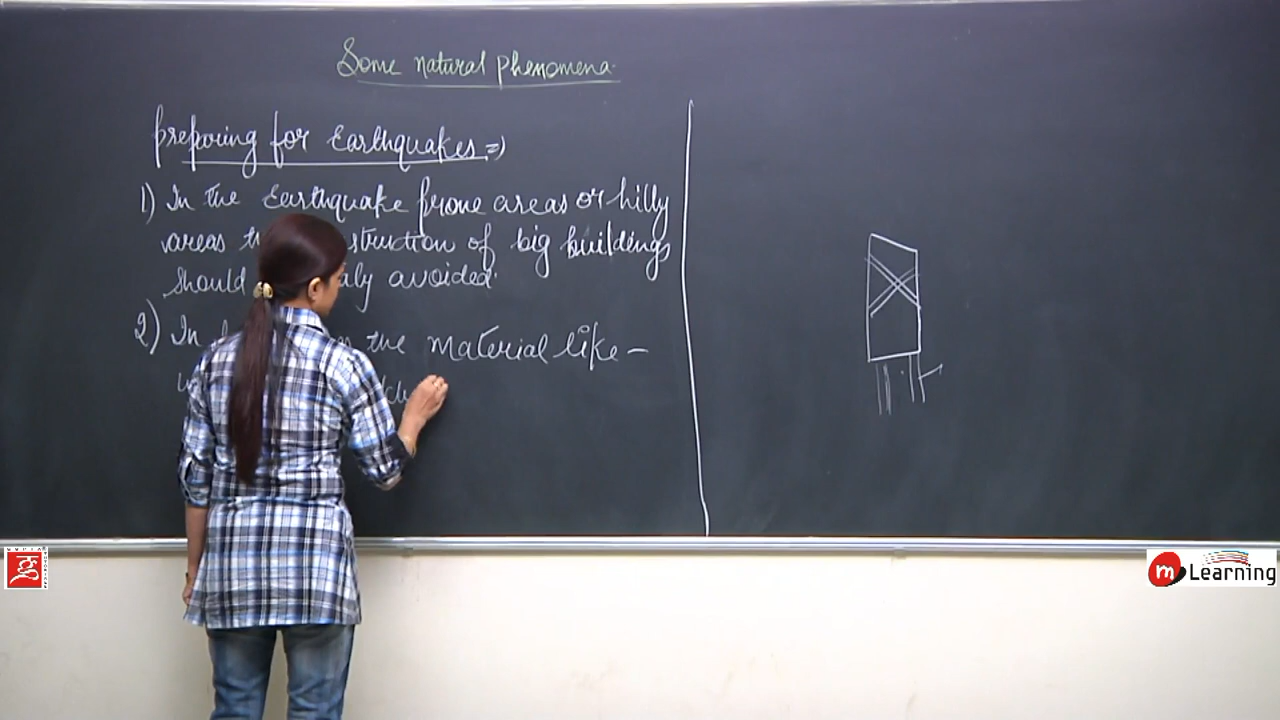 Some natural phenomena.
preparing for Earthquakes =)
1) In the Earthquake prone areas or hilly
areas struction of big buildings
should avoided.
2) In the material like -
m Learning